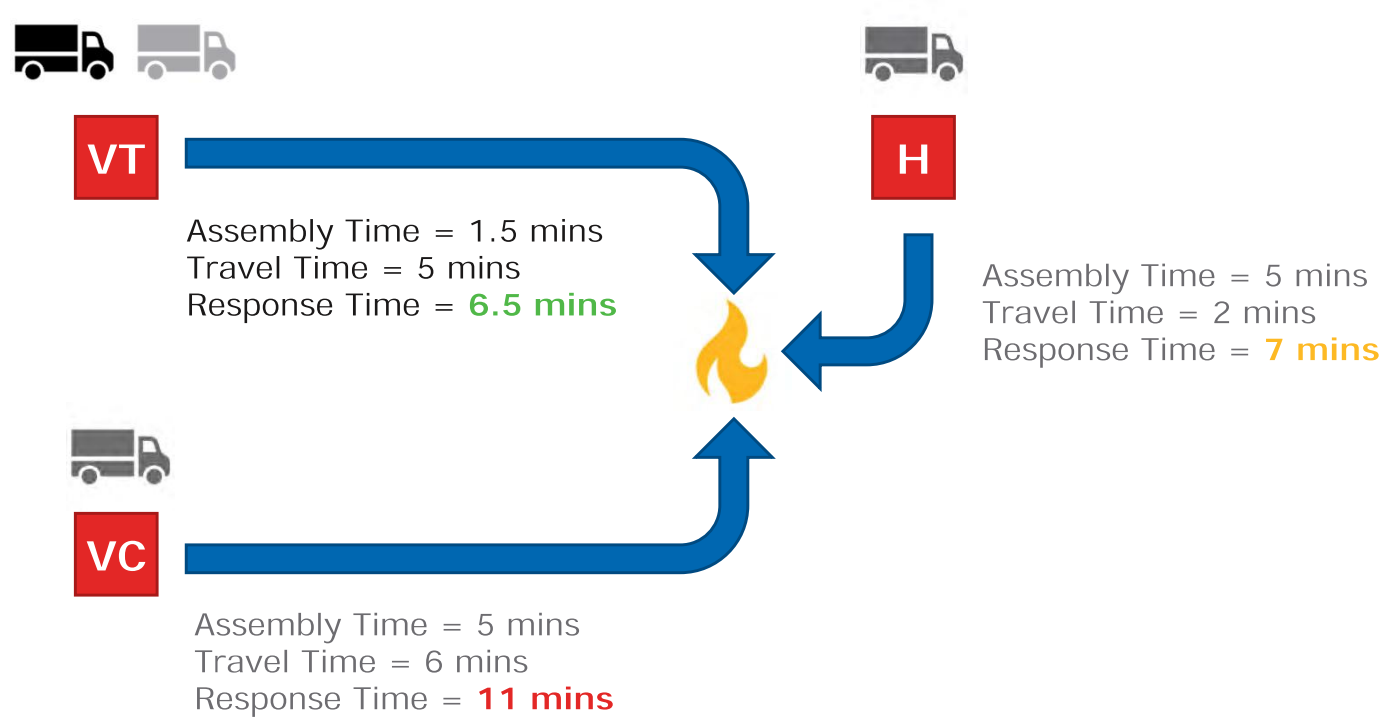 VT
Assembly Time = 1.5 mins
Travel Time = 5 mins
Response Time = 6.5 mins
H
Assembly Time = 5 mins
Travel Time = 2 mins
Response Time = 7 mins
VC
Assembly Time = 5 mins
Travel Time = 6 mins
Response Time = 11 mins